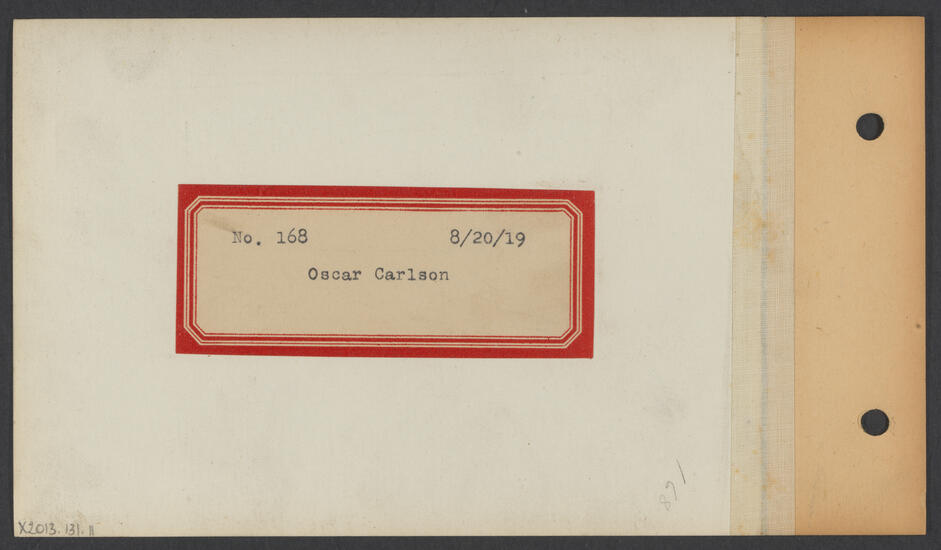 No. 168 8/20/19
Oscar Carlson
168
X2013.131.11